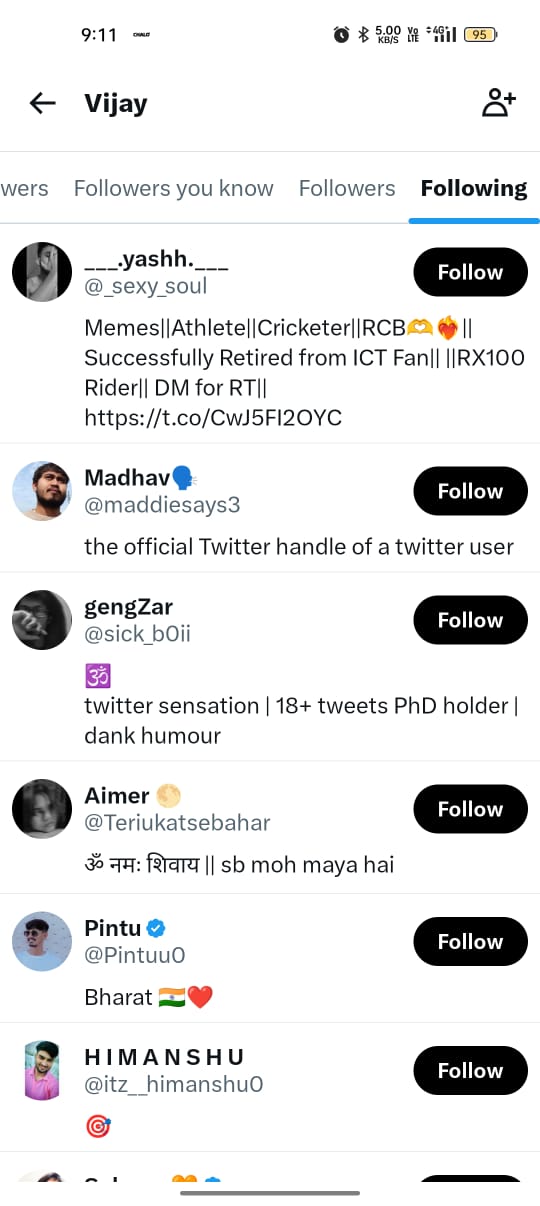 9:11 CHALO 5.00 KB/S Vo LTE 4G+ 95
Vijay
wers Followers you know Followers Following
___.yashh.___
@_sexy_soul
Follow
Memes||Athlete||Cricketer||RCB🫶❤️‍🔥||
Successfully Retired from ICT Fan|| ||RX100
Rider|| DM for RT||
https://t.co/CwJ5FI2OYC
Madhav🗣️
@maddiesays3
Follow
the official Twitter handle of a twitter user
gengZar
@sick_b0ii
Follow
🕉️
twitter sensation | 18+ tweets PhD holder |
dank humour
Aimer 🌕
@Teriukatsebahar
Follow
ॐ नमः शिवाय || sb moh maya hai
Pintu
@Pintuu0
Follow
Bharat 🇮🇳❤️
H I M A N S H U
@itz__himanshu0
Follow
🎯